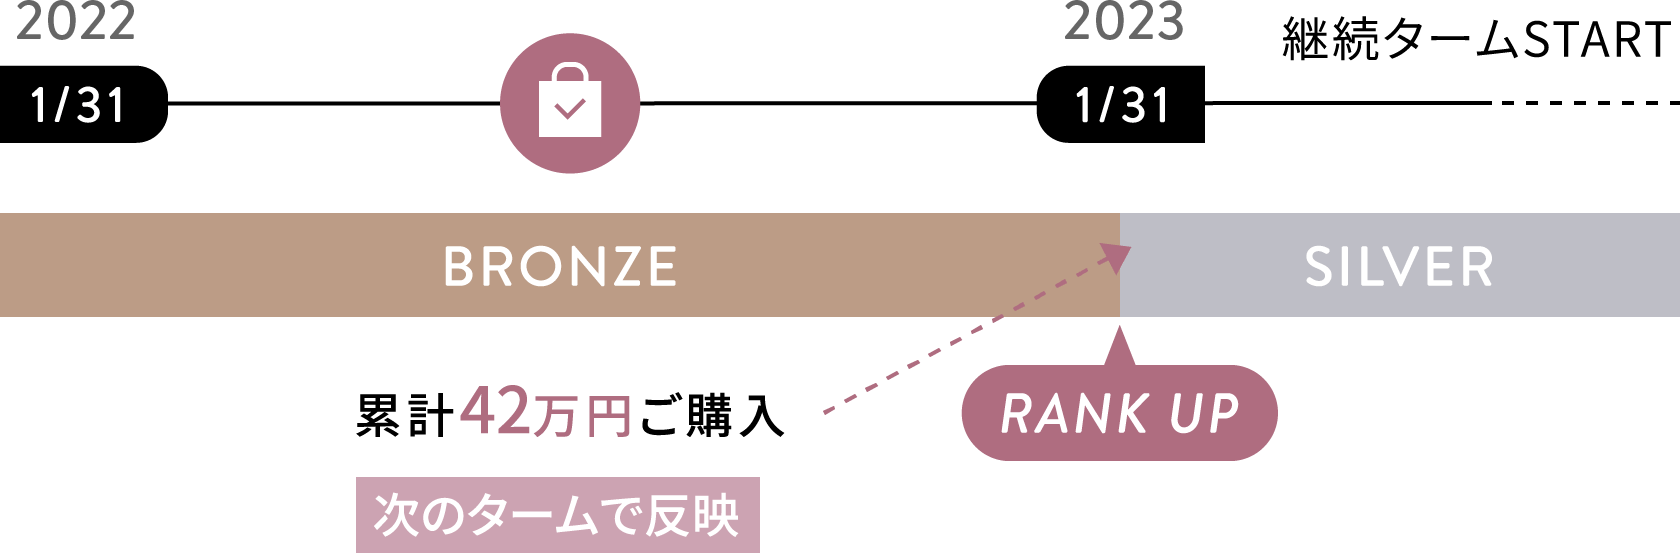 2022
1/31
2023
1/31
継続タームSTART
BRONZE
SILVER
累計42万円ご購入
RANK UP
次のタームで反映